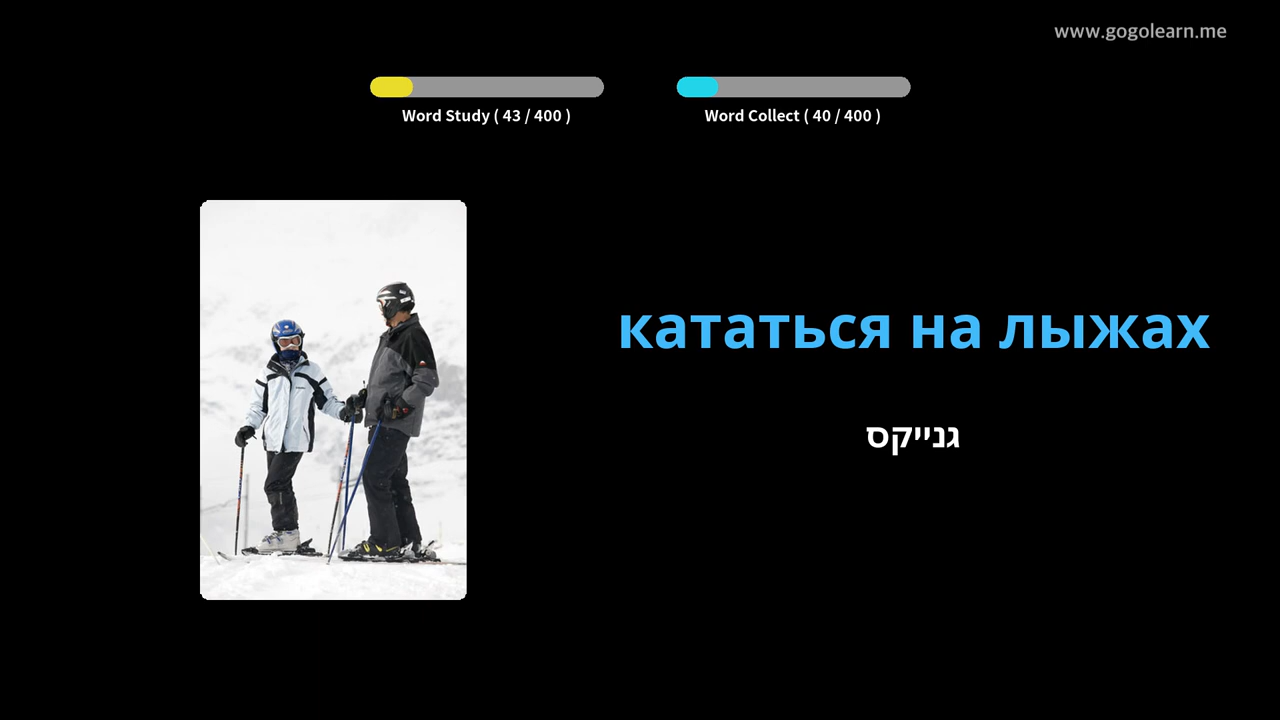 www.gogolearn.me
Word Study ( 43 / 400 )
Word Collect ( 40 / 400 )
кататься на лыжах
גנייקס